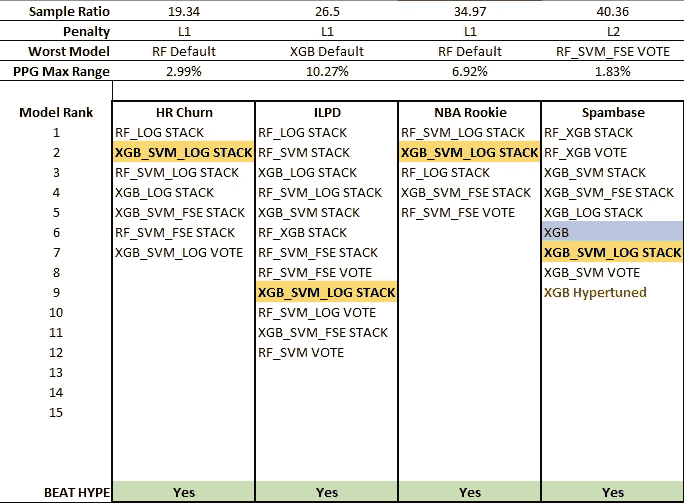 Sample Ratio 19.34 26.5 34.97 40.36
Penalty L1 L1 L1 L2
Worst Model RF Default XGB Default RF Default RF_SVM_FSE VOTE
PPG Max Range 2.99% 10.27% 6.92% 1.83%
Model Rank HR Churn ILPD NBA Rookie Spambase
1 RF_LOG STACK RF_LOG STACK RF_SVM_LOG STACK RF_XGB STACK
2 XGB_SVM_LOG STACK RF_SVM STACK XGB_SVM_LOG STACK RF_XGB VOTE
3 RF_SVM_LOG STACK XGB_LOG STACK RF_LOG STACK XGB_SVM STACK
4 XGB_LOG STACK RF_SVM_LOG STACK XGB_SVM_FSE STACK XGB_SVM_FSE STACK
5 XGB_SVM_FSE STACK XGB_SVM STACK RF_SVM_FSE VOTE XGB_LOG STACK
6 RF_SVM_FSE STACK RF_XGB STACK XGB
7 XGB_SVM_LOG VOTE RF_SVM_FSE STACK XGB_SVM_LOG STACK
8 RF_SVM_FSE VOTE XGB_SVM VOTE
9 XGB_SVM_LOG STACK XGB Hypertuned
10 RF_SVM_LOG VOTE
11 XGB_SVM_FSE STACK
12 RF_SVM VOTE
13
14
15
BEAT HYPE Yes Yes Yes Yes